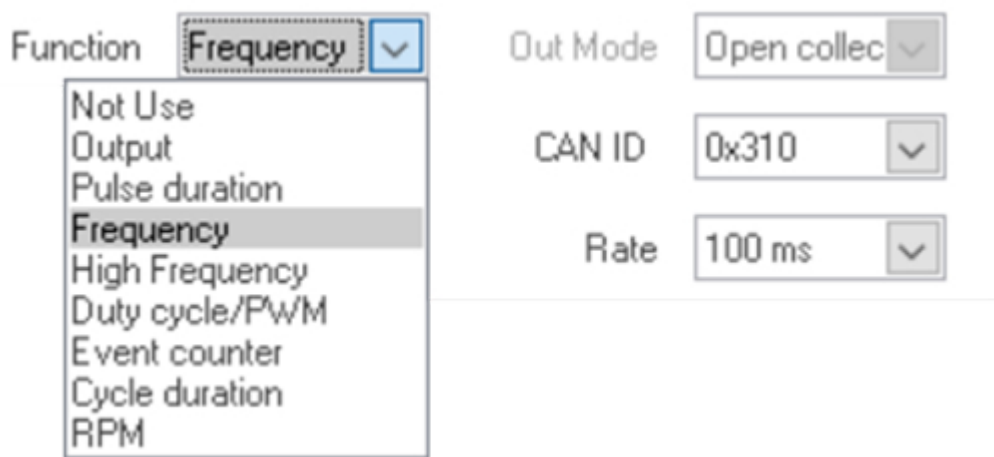 Function Frequency Out Mode Open collec
Not Use
Output CAN ID 0x310
Pulse duration
Frequency
High Frequency Rate 100 ms
Duty cycle/PWM
Event counter
Cycle duration
RPM